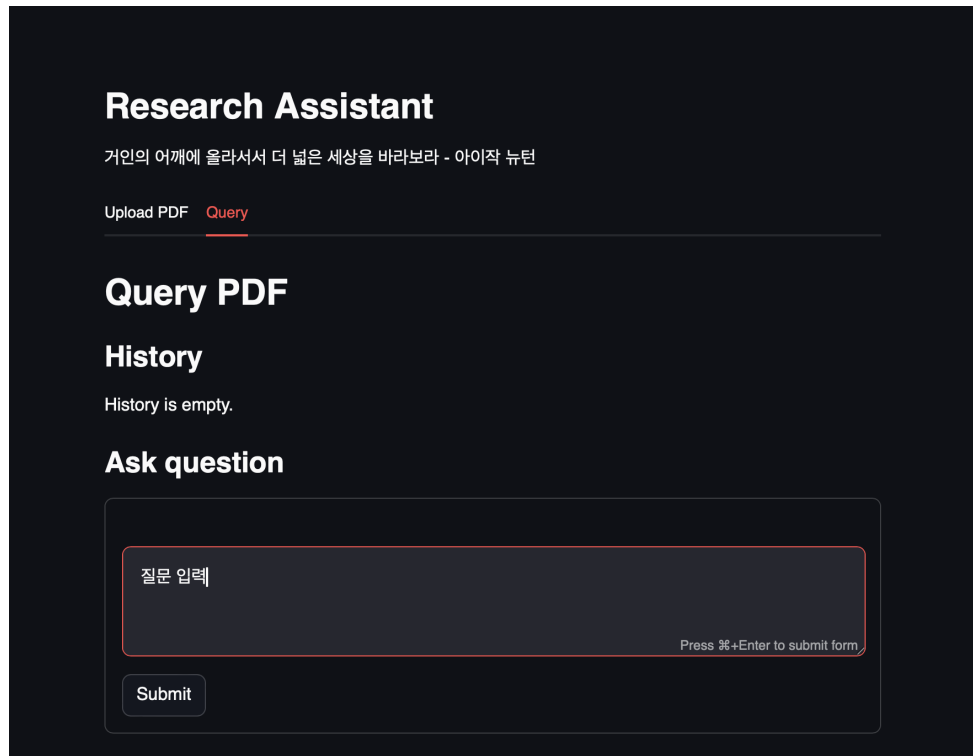 Research Assistant
거인의 어깨에 올라서서 더 넓은 세상을 바라보라 - 아이작 뉴턴
Upload PDF Query
Query PDF
History
History is empty.
Ask question
질문 입력
Press ⌘+Enter to submit form
Submit